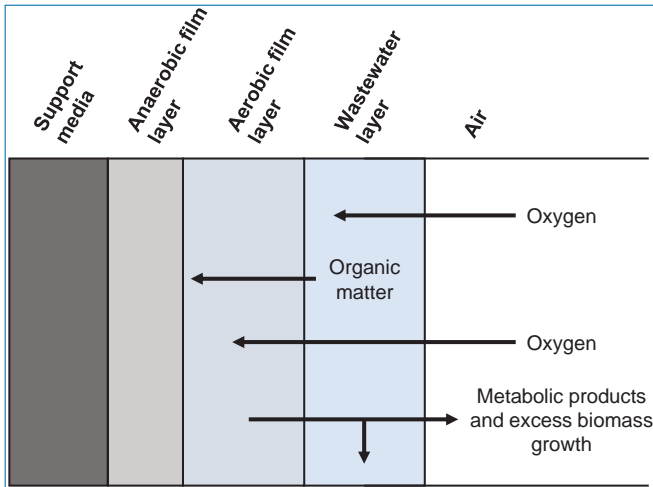 Support
media
Anaerobic film
layer
Aerobic film
layer
Wastewater
layer
Air
Oxygen
Organic
matter
Oxygen
Metabolic products
and excess biomass
growth